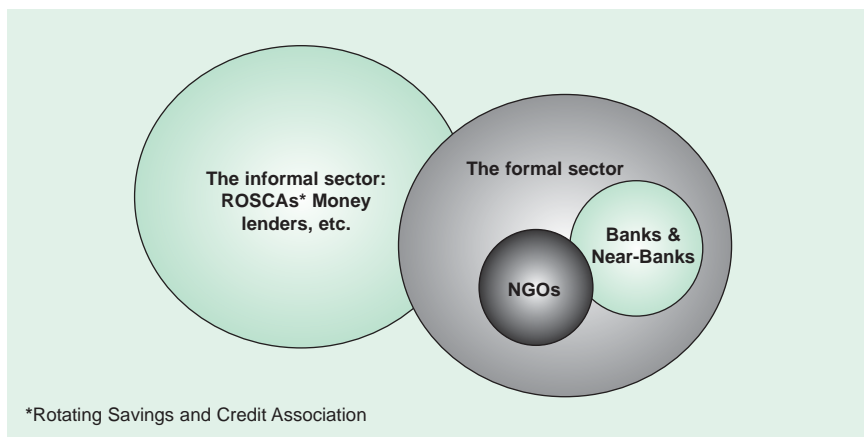 The informal sector:
ROSCAs* Money
lenders, etc.
The formal sector
Banks &
Near-Banks
NGOs
*Rotating Savings and Credit Association